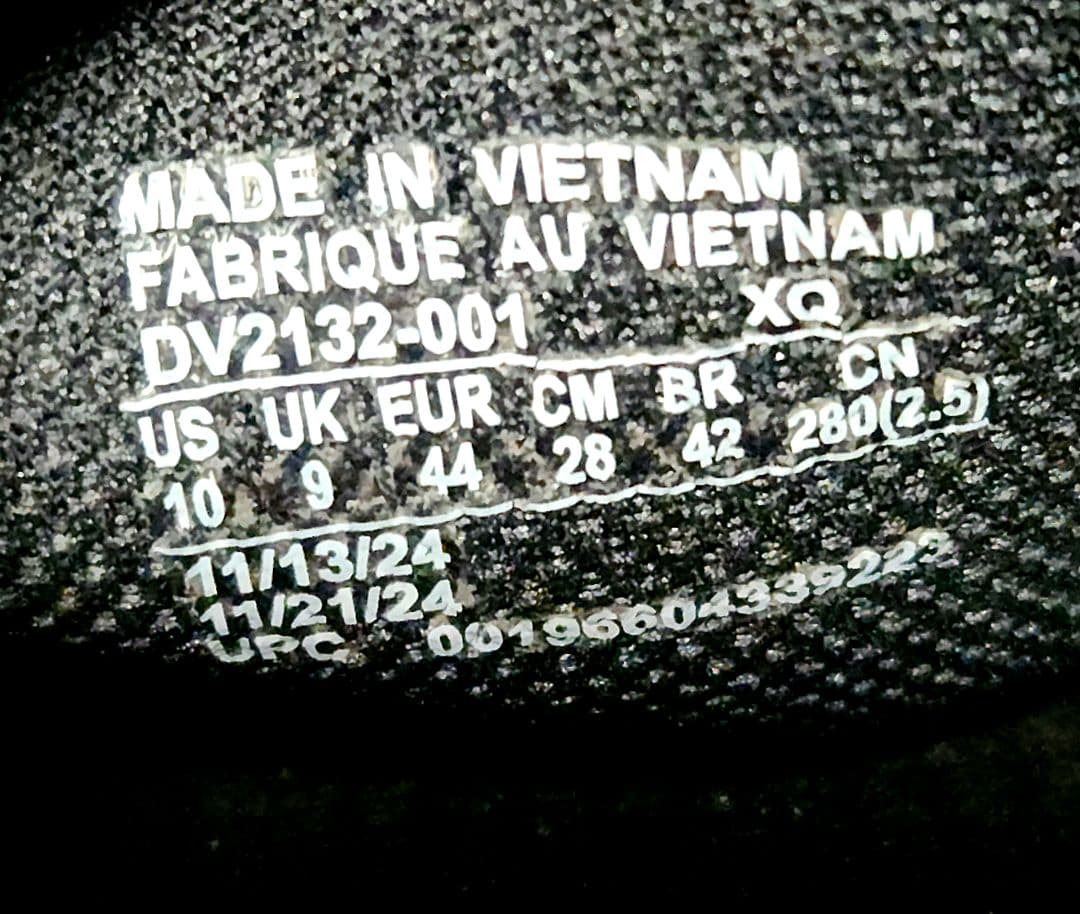 MADE IN VIETNAM
FABRIQUE AU VIETNAM
DV2132-001 XQ
US UK EUR CM BR CN
10 9 44 28 42 280(2.5)
11/13/24
11/21/24
UPC 00196604339223